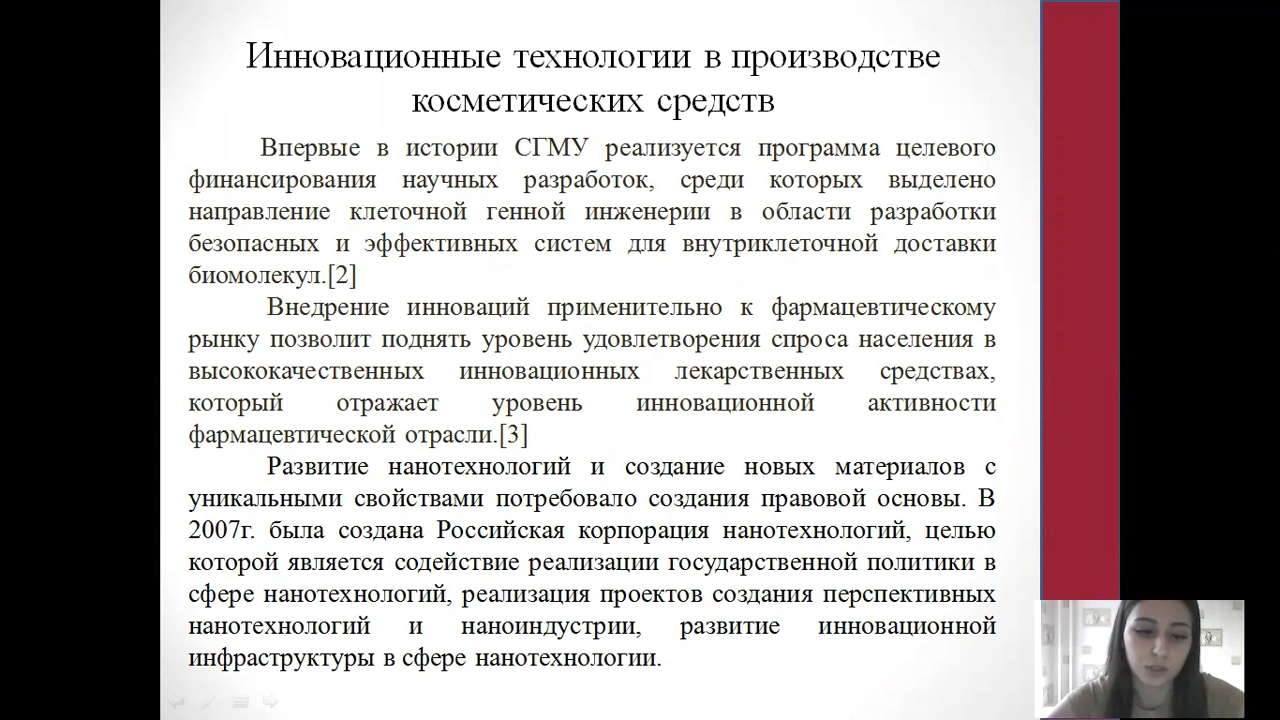 Инновационные технологии в производстве
косметических средств
Впервые в истории СГМУ реализуется программа целевого
финансирования научных разработок, среди которых выделено
направление клеточной генной инженерии в области разработки
безопасных и эффективных систем для внутриклеточной доставки
биомолекул.[2]
Внедрение инноваций применительно к фармацевтическому
рынку позволит поднять уровень удовлетворения спроса населения в
высококачественных инновационных лекарственных средствах,
который отражает уровень инновационной активности
фармацевтической отрасли.[3]
Развитие нанотехнологий и создание новых материалов с
уникальными свойствами потребовало создания правовой основы. В
2007г. была создана Российская корпорация нанотехнологий, целью
которой является содействие реализации государственной политики в
сфере нанотехнологий, реализация проектов создания перспективных
нанотехнологий и наноиндустрии, развитие инновационной
инфраструктуры в сфере нанотехнологии.